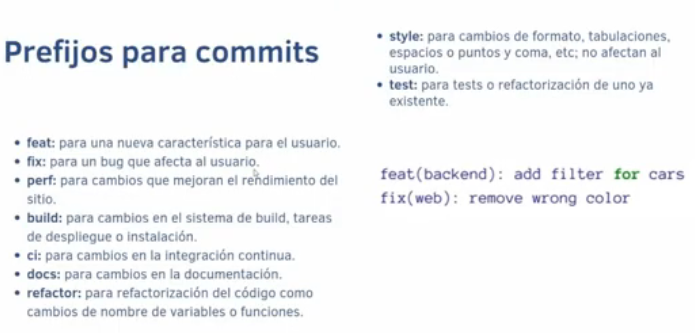 Prefijos para commits
• feat: para una nueva característica para el usuario.
• fix: para un bug que afecta al usuario.
• perf: para cambios que mejoran el rendimiento del
sitio.
• build: para cambios en el sistema de build, tareas
de despliegue o instalación.
• ci: para cambios en la integración continua.
• docs: para cambios en la documentación.
• refactor: para refactorización del código como
cambios de nombre de variables o funciones.
• style: para cambios de formato, tabulaciones,
espacios o puntos y coma, etc; no afectan al
usuario.
• test: para tests o refactorización de uno ya
existente.
feat(backend): add filter for cars
fix(web): remove wrong color